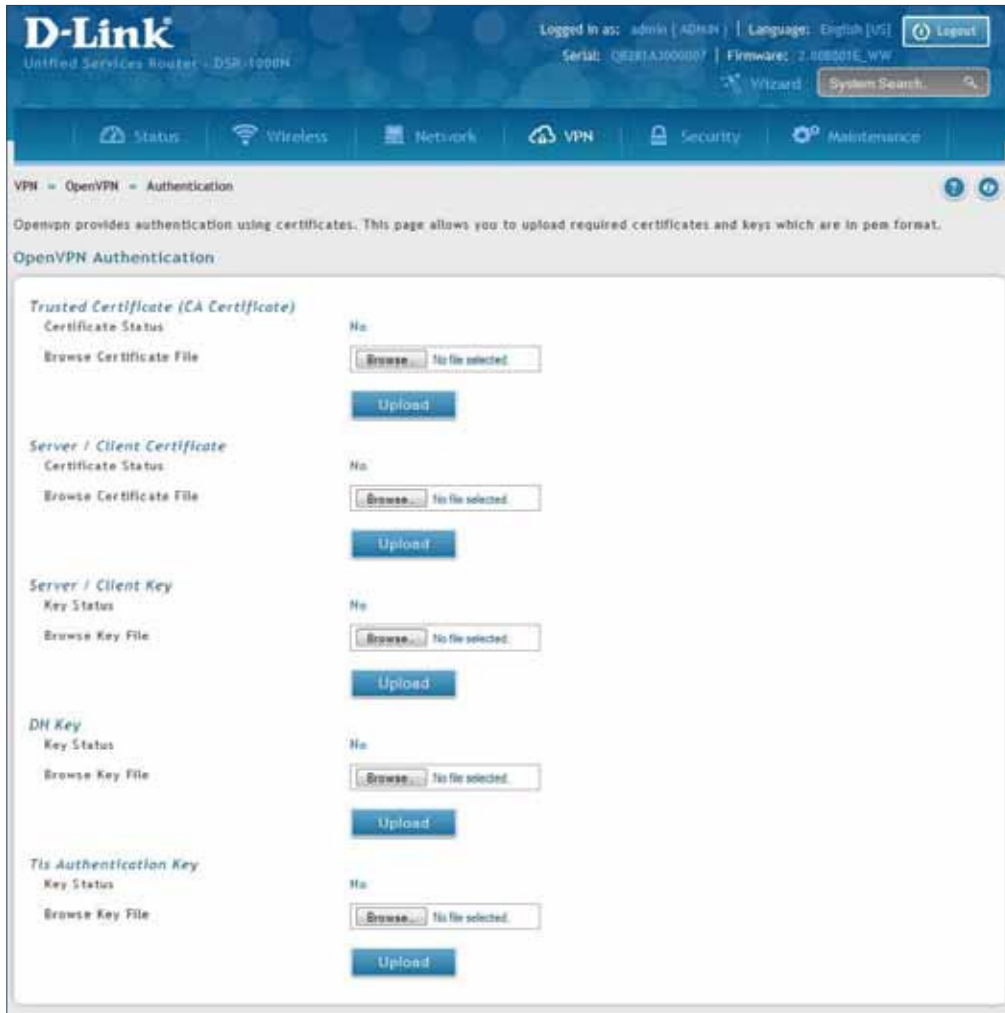 D-Link
Unified Services Router - DSR-1000N
Logged in as: admin ( ADMIN ) | Language: English [US]
Logout
Serial: | Firmware:
Wizard
System Search..
Status
Wireless
Network
VPN
Security
Maintenance
VPN » OpenVPN » Authentication
Openvpn provides authentication using certificates. This page allows you to upload required certificates and keys which are in pem format.
OpenVPN Authentication
Trusted Certificate (CA Certificate)
Certificate Status No
Browse Certificate File Browse... No file selected.
Upload
Server / Client Certificate
Certificate Status No
Browse Certificate File Browse... No file selected.
Upload
Server / Client Key
Key Status No
Browse Key File Browse... No file selected.
Upload
DH Key
Key Status No
Browse Key File Browse... No file selected.
Upload
Tls Authentication Key
Key Status No
Browse Key File Browse... No file selected.
Upload